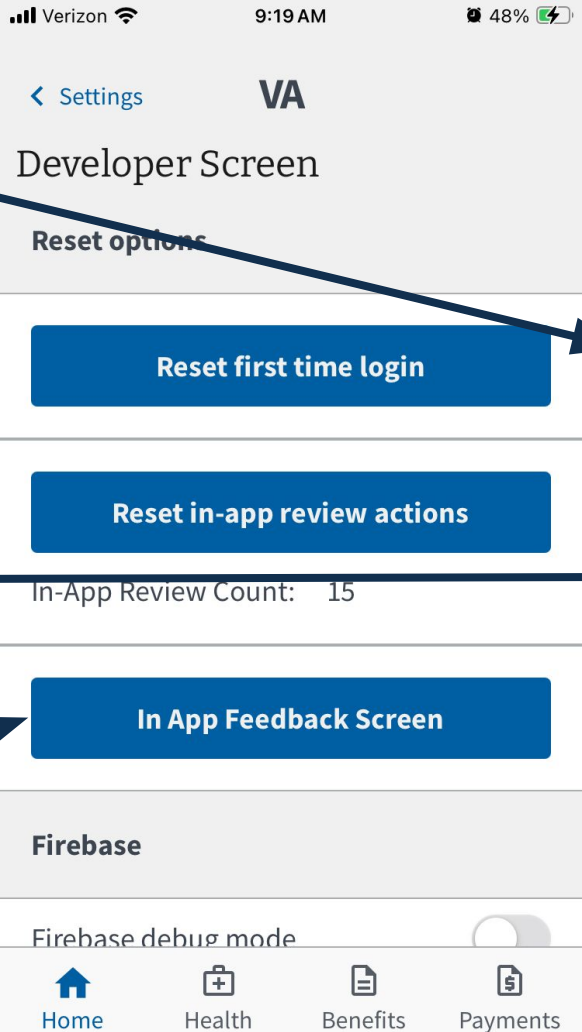 Verizon 9:19 AM 48%
Settings VA
Developer Screen
Reset options
Reset first time login
Reset in-app review actions
In-App Review Count: 15
In App Feedback Screen
Firebase
Firebase debug mode
Home Health Benefits Payments